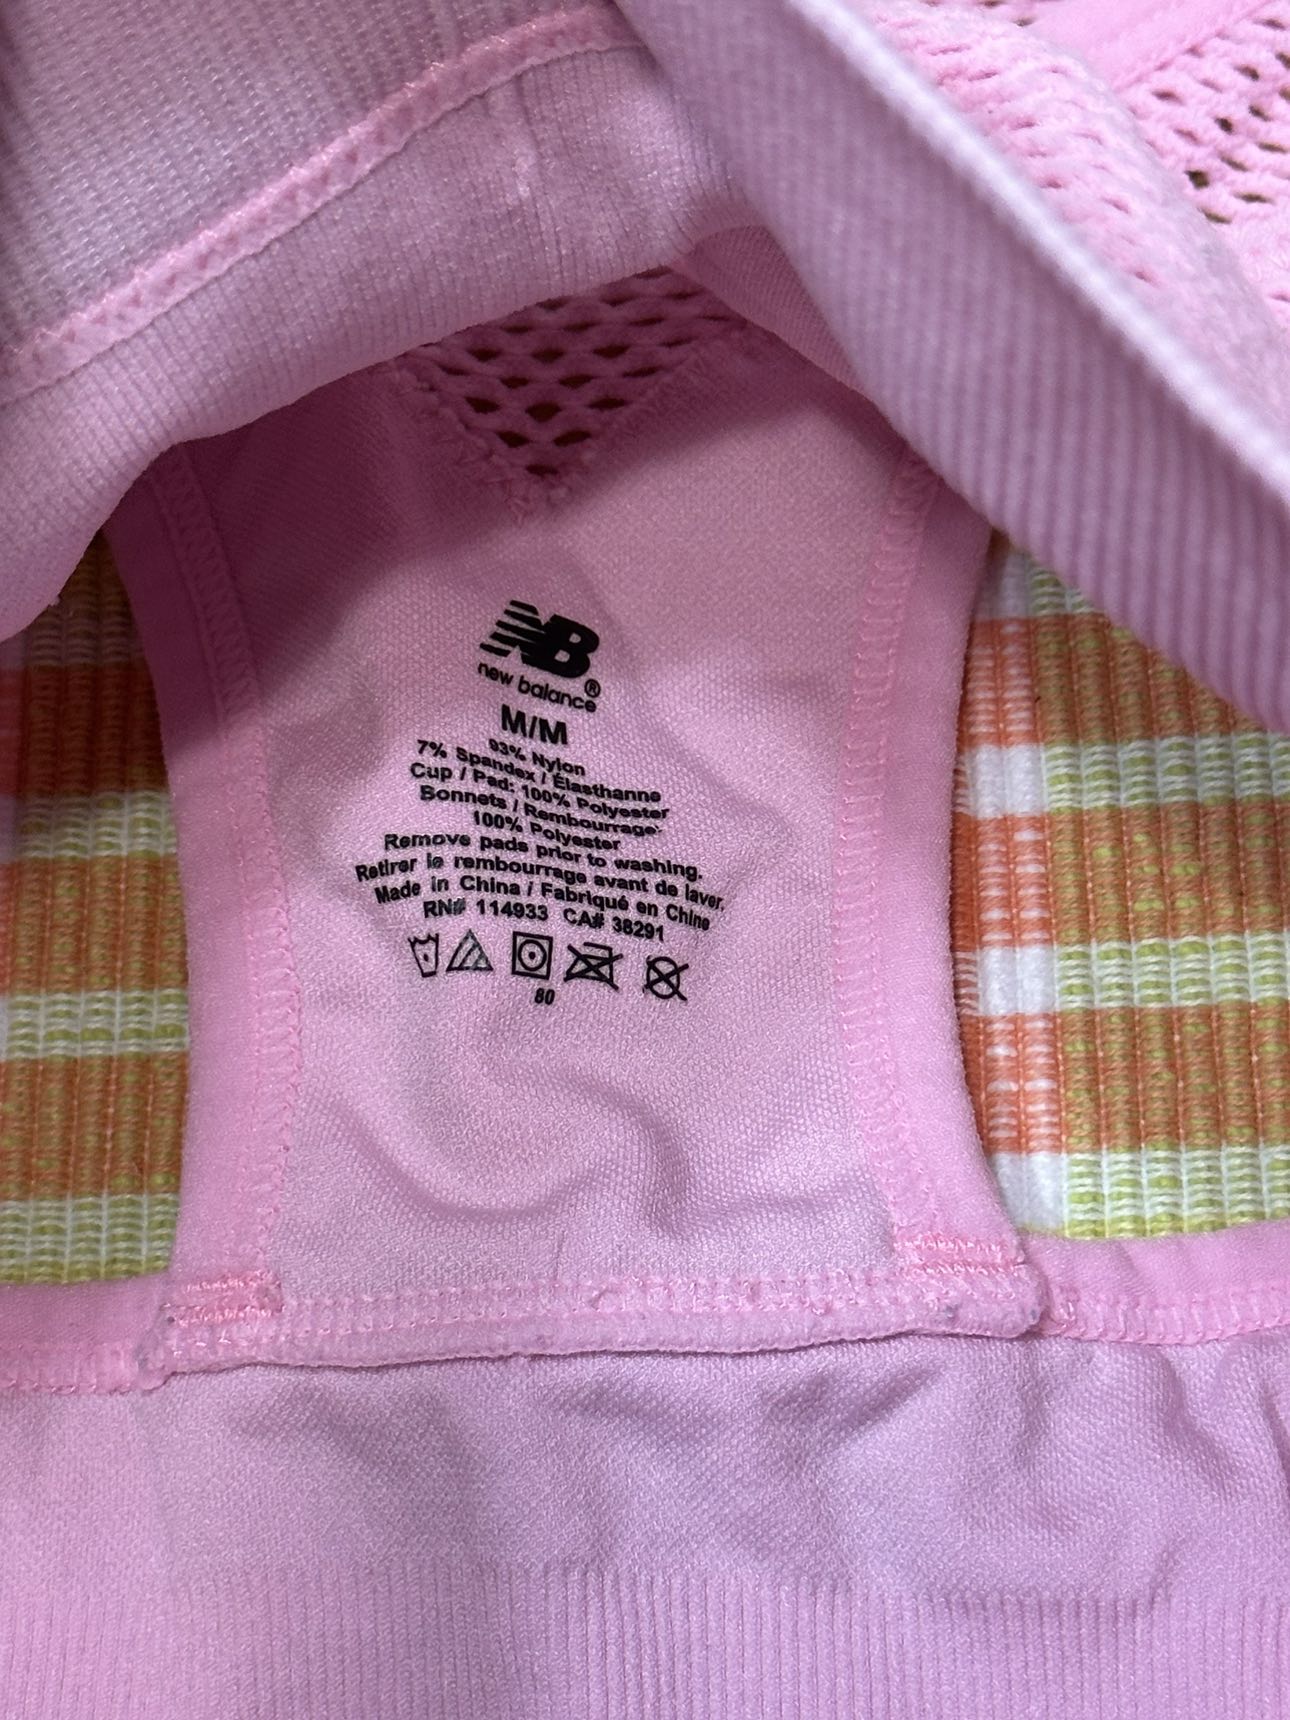 NB
new balance®
M/M
93% Nylon
7% Spandex / Élasthanne
Cup / Pad: 100% Polyester
Bonnets / Rembourrage:
100% Polyester
Remove pads prior to washing.
Retirer le rembourrage avant de laver.
Made in China / Fabriqué en Chine
RN# 114933 CA# 38291
80